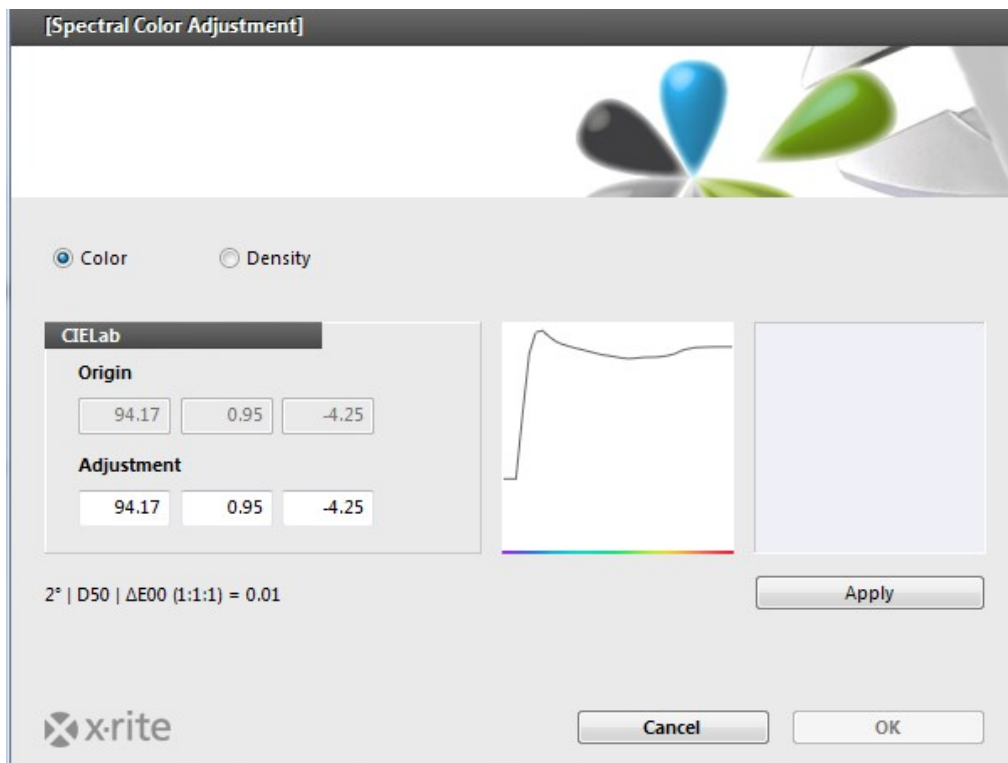 [Spectral Color Adjustment]
Color Density
CIELab
Origin
94.17 0.95 -4.25
Adjustment
94.17 0.95 -4.25
2° | D50 | ΔE00 (1:1:1) = 0.01
Apply
x·rite
Cancel OK